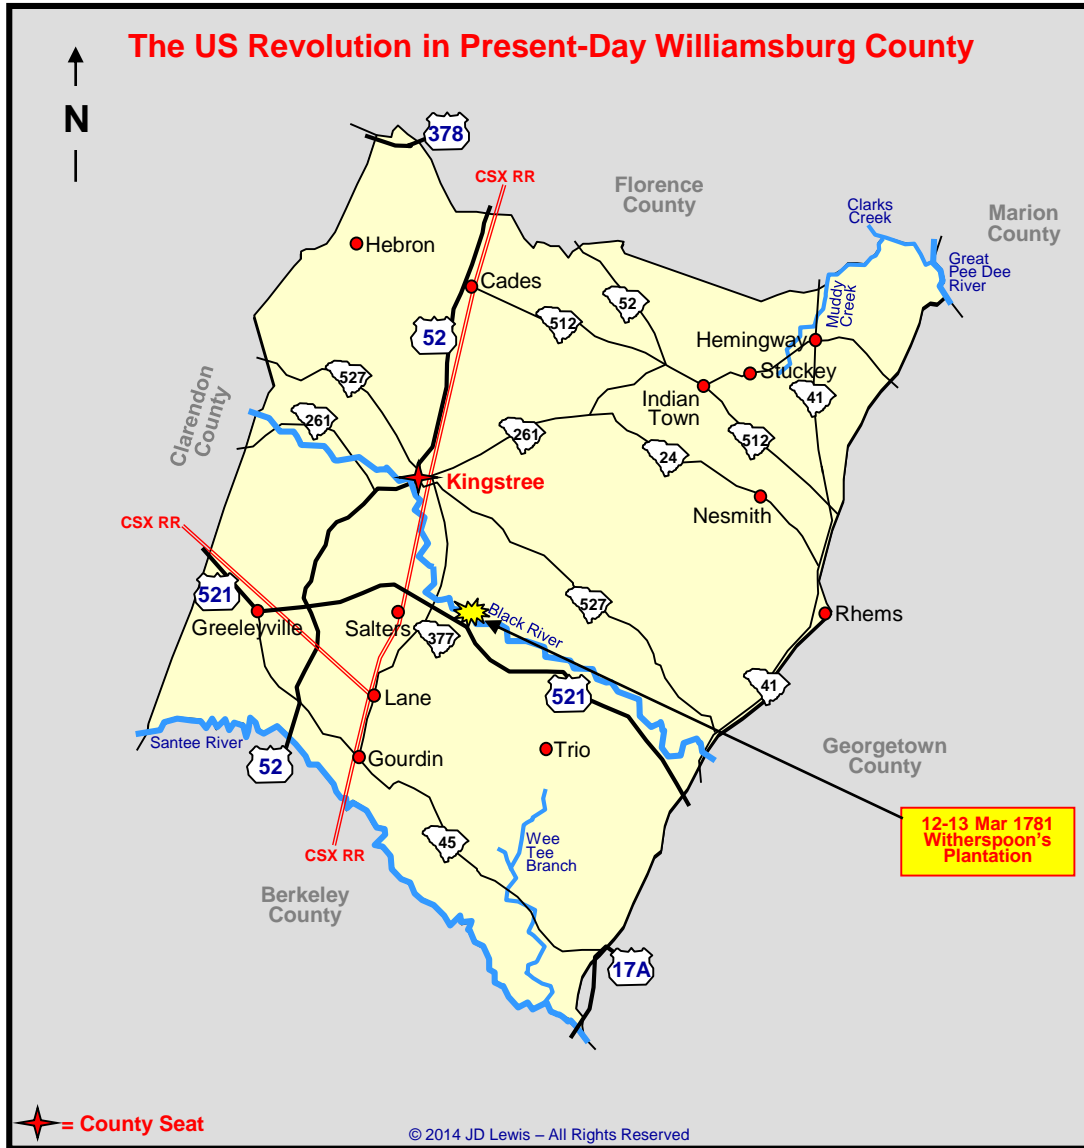 The US Revolution in Present-Day Williamsburg County
N
378
CSX RR
Florence
County
Clarks
Creek
Marion
County
Hebron
Great
Pee Dee
River
Cades
52
Muddy
Creek
512
52
Hemingway
527
Stuckey
Indian
Town
41
Clarendon
County
261
261
512
24
Kingstree
Nesmith
CSX RR
521
Greeleyville
Salters
377
Black River
527
Rhems
Lane
521
41
Santee River
52
Gourdin
Trio
Georgetown
County
12-13 Mar 1781
Witherspoon's
Plantation
45
Wee
Tee
Branch
CSX RR
Berkeley
County
17A
= County Seat
© 2014 JD Lewis – All Rights Reserved